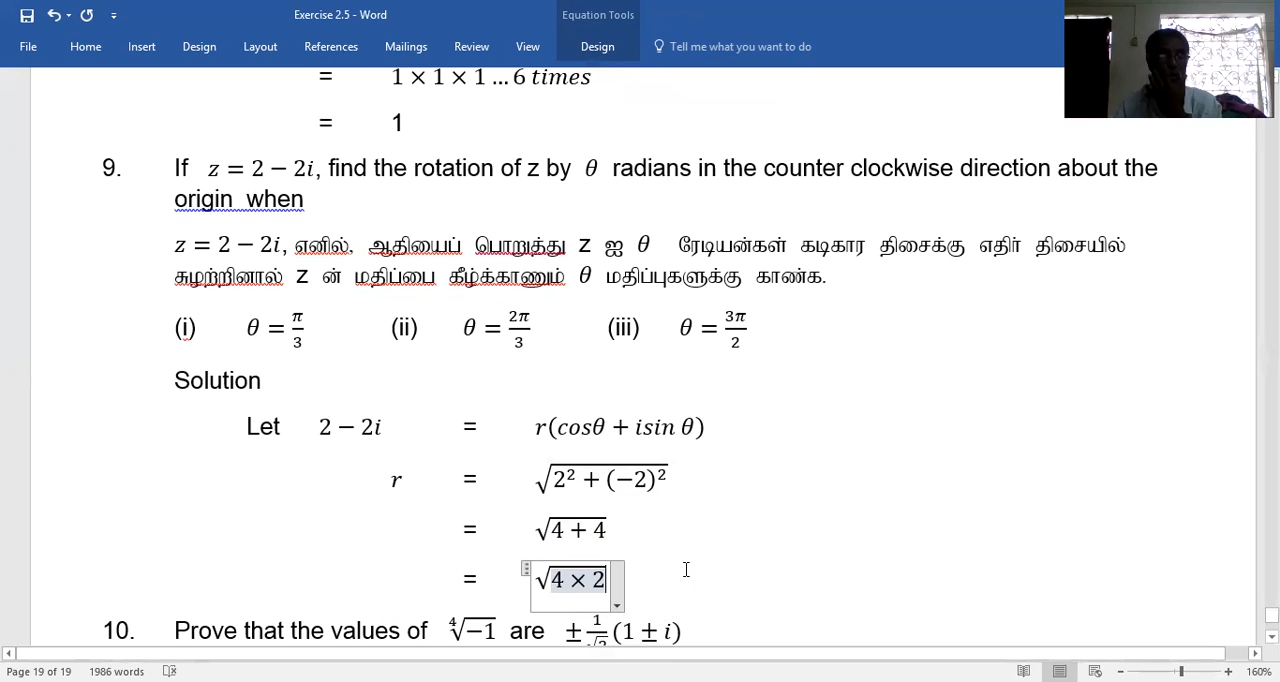 Exercise 2.5 - Word
Equation Tools
File Home Insert Design Layout References Mailings Review View Design Tell me what you want to do
= 1 × 1 × 1 … 6 times
= 1
9. If z = 2 − 2i, find the rotation of z by θ radians in the counter clockwise direction about the
origin when
z = 2 − 2i, எனில், ஆதியைப் பொறுத்து z ஐ θ ரேடியன்கள் கடிகார திசைக்கு எதிர் திசையில்
சுழற்றினால் z ன் மதிப்பை கீழ்க்காணும் θ மதிப்புகளுக்கு காண்க.
(i) θ = π/3 (ii) θ = 2π/3 (iii) θ = 3π/2
Solution
Let 2 − 2i = r(cosθ + isin θ)
r = √(2² + (−2)²)
= √(4 + 4)
= √(4 × 2)
10. Prove that the values of ⁴√−1 are ± 1/√2 (1 ± i)
Page 19 of 19 1986 words 160%